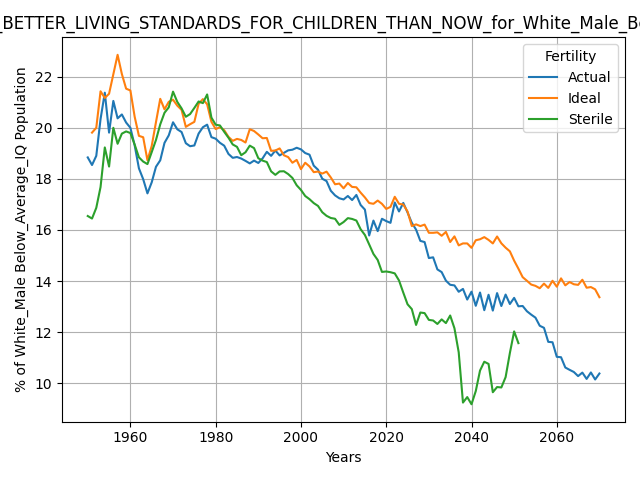 _BETTER_LIVING_STANDARDS_FOR_CHILDREN_THAN_NOW_for_White_Male_Be
Fertility
Actual
Ideal
Sterile
22
20
18
16
14
12
10
% of White_Male Below_Average_IQ Population
1960 1980 2000 2020 2040 2060
Years